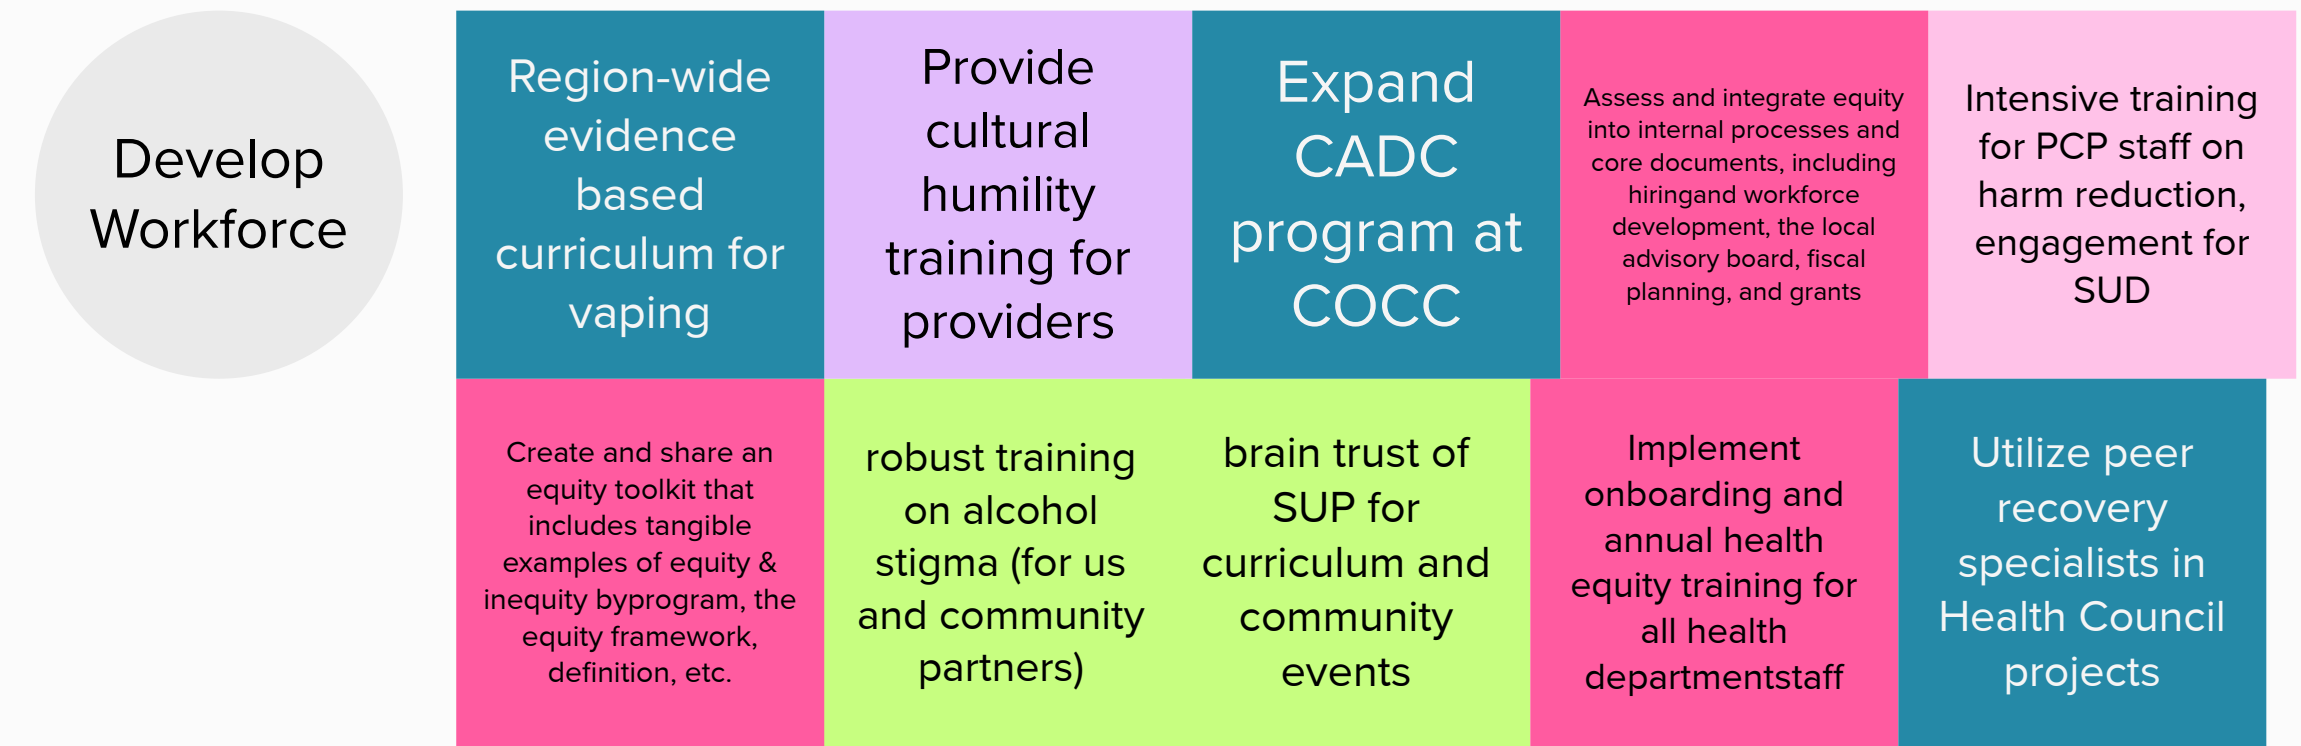 Develop
Workforce
Region-wide
evidence
based
curriculum for
vaping
Provide
cultural
humility
training for
providers
Expand
CADC
program at
COCC
Assess and integrate equity
into internal processes and
core documents, including
hiringand workforce
development, the local
advisory board, fiscal
planning, and grants
Intensive training
for PCP staff on
harm reduction,
engagement for
SUD
Create and share an
equity toolkit that
includes tangible
examples of equity &
inequity byprogram, the
equity framework,
definition, etc.
robust training
on alcohol
stigma (for us
and community
partners)
brain trust of
SUP for
curriculum and
community
events
Implement
onboarding and
annual health
equity training for
all health
departmentstaff
Utilize peer
recovery
specialists in
Health Council
projects